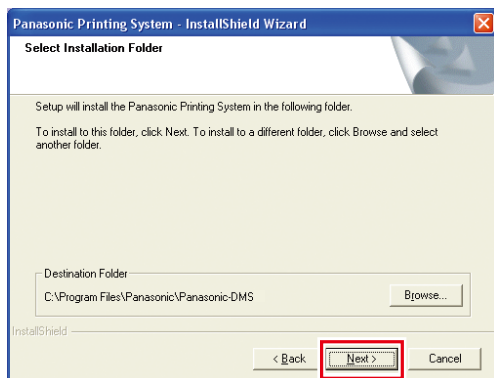 Panasonic Printing System - InstallShield Wizard
Select Installation Folder
Setup will install the Panasonic Printing System in the following folder.
To install to this folder, click Next. To install to a different folder, click Browse and select
another folder.
Destination Folder
C:\Program Files\Panasonic\Panasonic-DMS
Browse...
InstallShield
< Back
Next >
Cancel